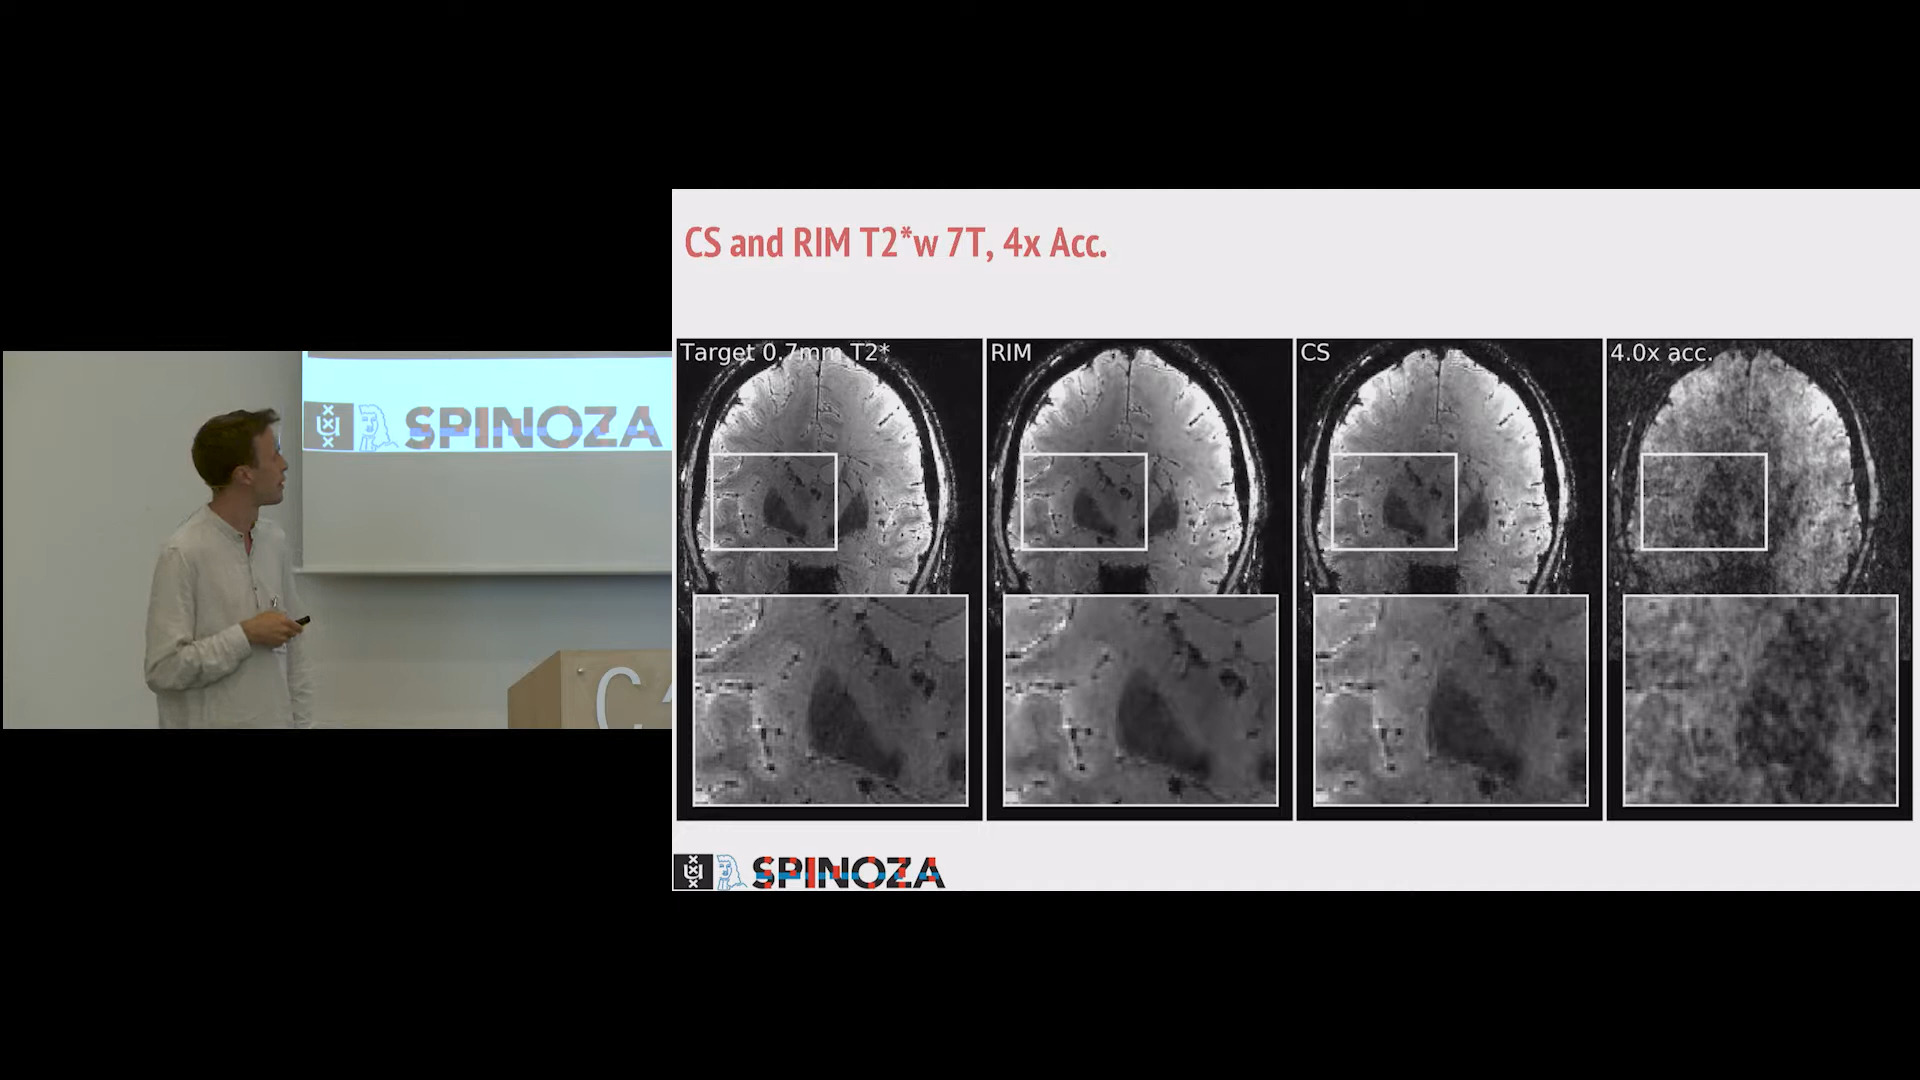 SPINOZA
CS and RIM T2*w 7T, 4x Acc.
Target 0.7mm T2*
RIM
CS
4.0x acc.
SPINOZA